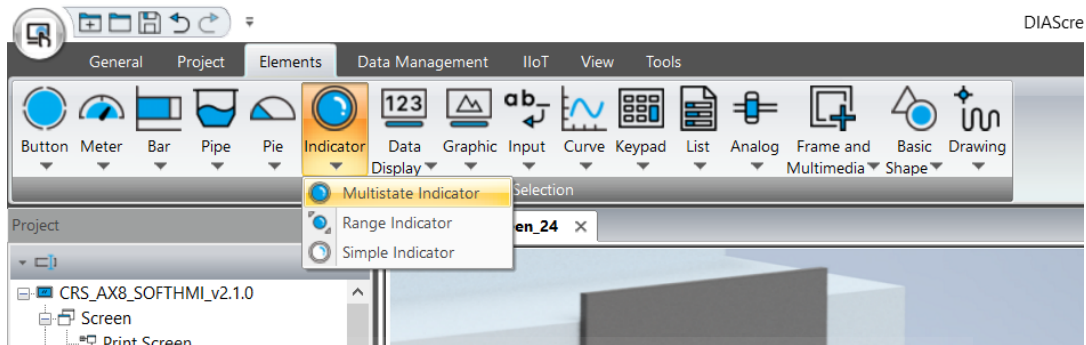 DIAScre
General Project Elements Data Management IIoT View Tools
123 ab
Button Meter Bar Pipe Pie Indicator Data Display Graphic Input Curve Keypad List Analog Frame and Multimedia Basic Shape Drawing
Selection
Multistate Indicator
Range Indicator
Simple Indicator
Project
en_24
CRS_AX8_SOFTHMI_v2.1.0
Screen
Print Screen